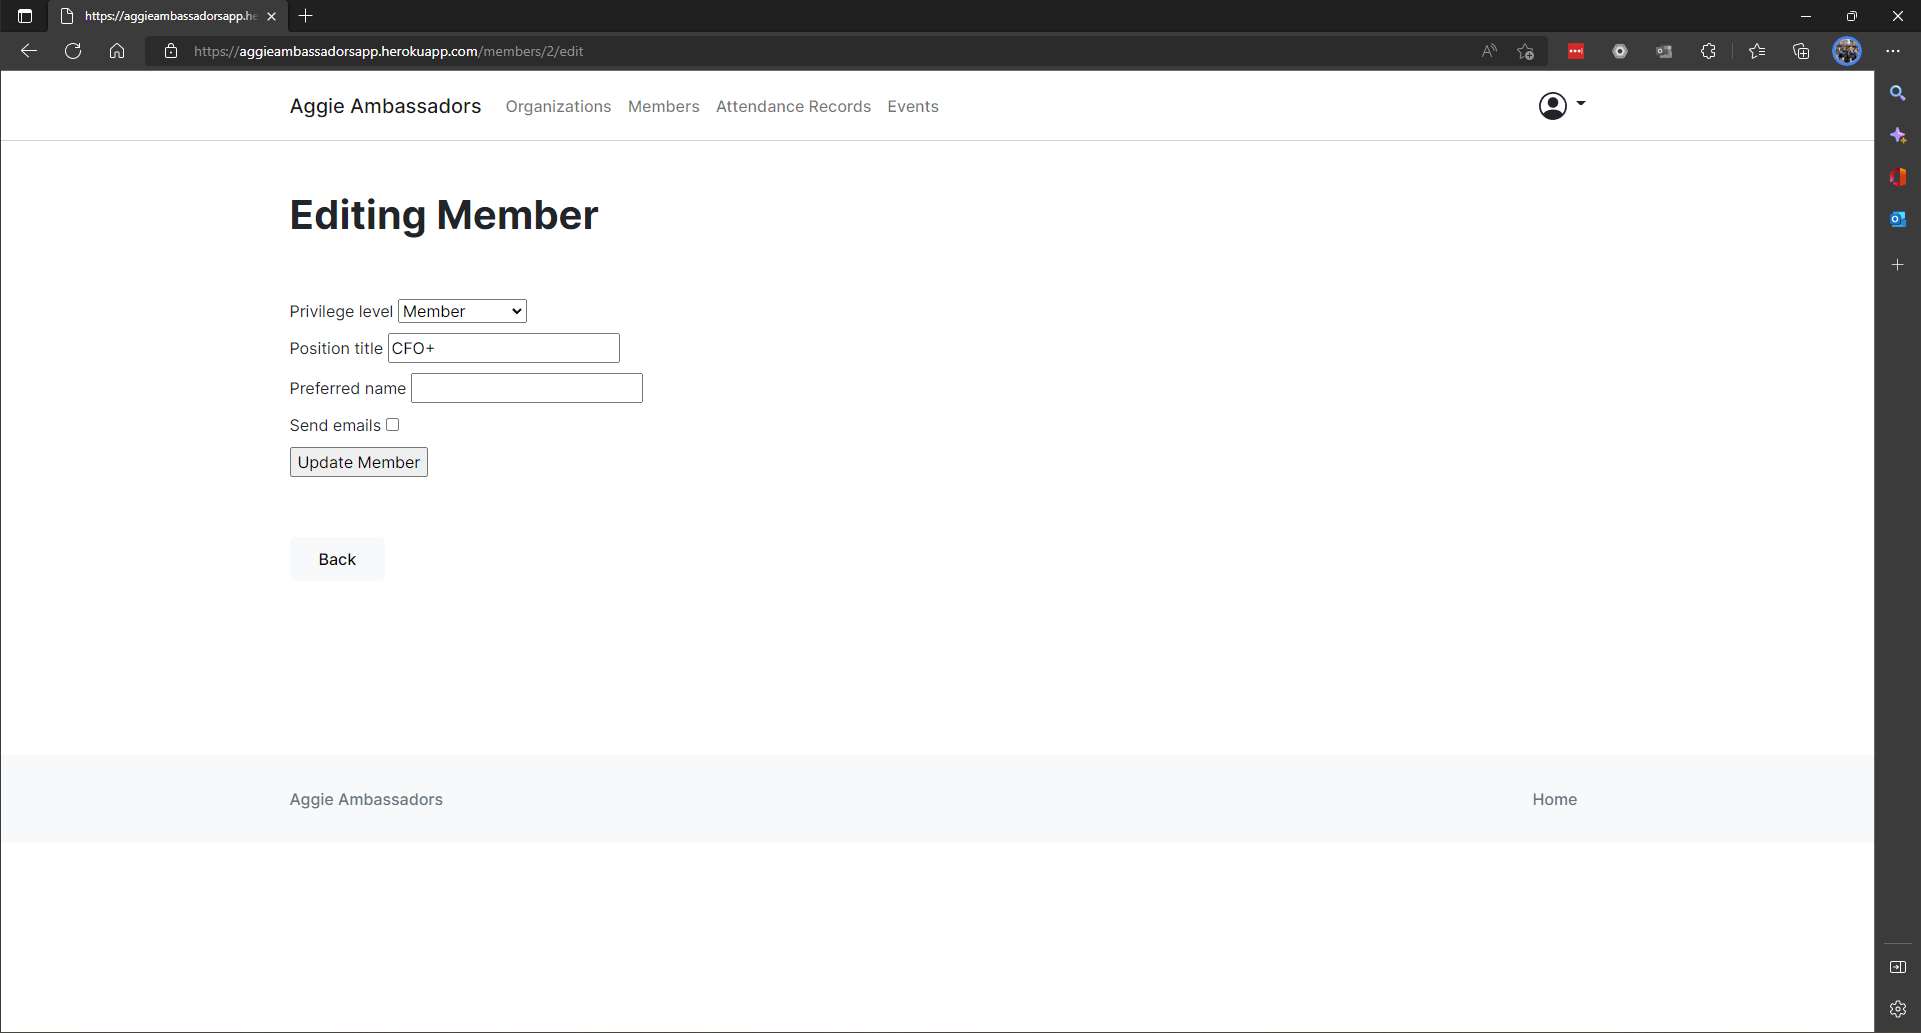 https://aggieambassadorsapp.he
https://aggieambassadorsapp.herokuapp.com/members/2/edit
Aggie Ambassadors Organizations Members Attendance Records Events
Editing Member
Privilege level Member
Position title CFO+
Preferred name
Send emails
Update Member
Back
Aggie Ambassadors Home